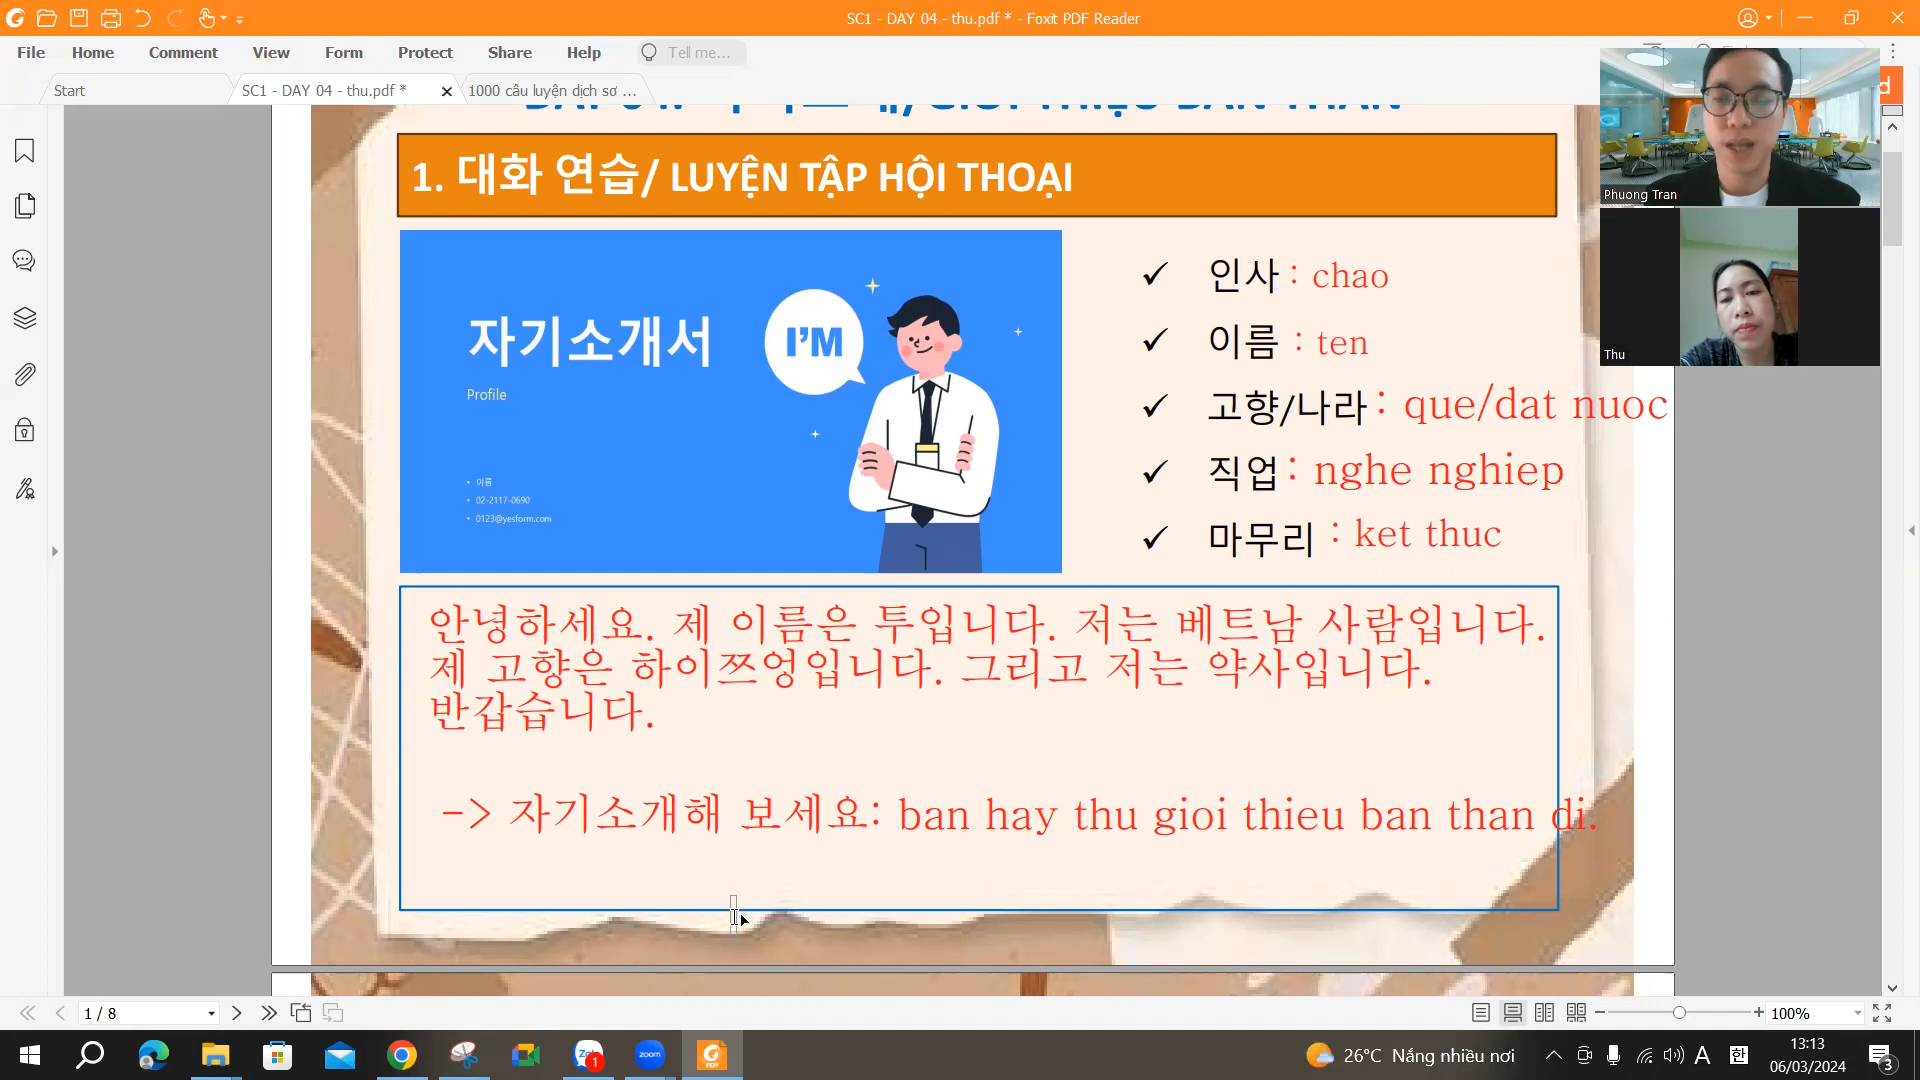 SC1 - DAY 04 - thu.pdf * - Foxit PDF Reader
File Home Comment View Form Protect Share Help Tell me...
Start SC1 - DAY 04 - thu.pdf * 1000 câu luyện dịch sơ ...
1. 대화 연습/ LUYỆN TẬP HỘI THOẠI
자기소개서
I'M
Profile
• 이름
• 02-2117-0690
• 0123@yesform.com
✓ 인사 : chao
✓ 이름 : ten
✓ 고향/나라 : que/dat nuoc
✓ 직업 : nghe nghiep
✓ 마무리 : ket thuc
Phuong Tran
Thu
안녕하세요. 제 이름은 투입니다. 저는 베트남 사람입니다.
제 고향은 하이쯔엉입니다. 그리고 저는 약사입니다.
반갑습니다.
-> 자기소개해 보세요: ban hay thu gioi thieu ban than di.
1 / 8
100%
zoom
1
26°C Nắng nhiều nơi
A 한
13:13
06/03/2024
3